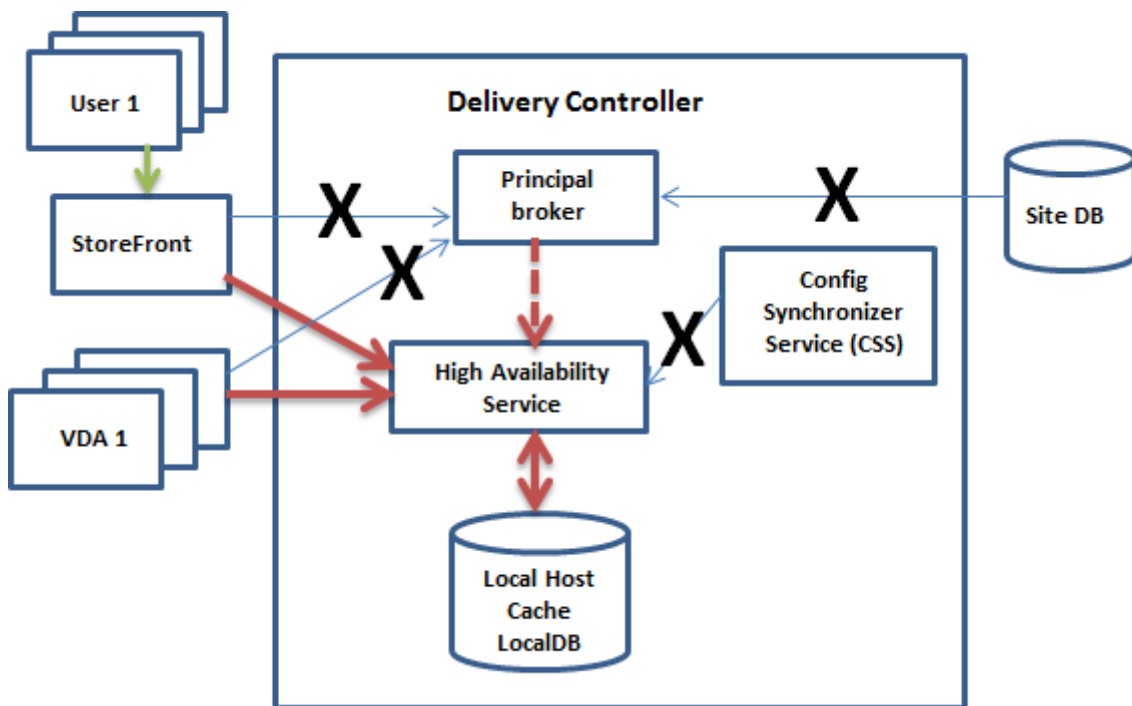 User 1
Delivery Controller
Principal
broker
X
X
StoreFront
Site DB
X
Config
Synchronizer
Service (CSS)
X
High Availability
Service
VDA 1
Local Host
Cache
LocalDB